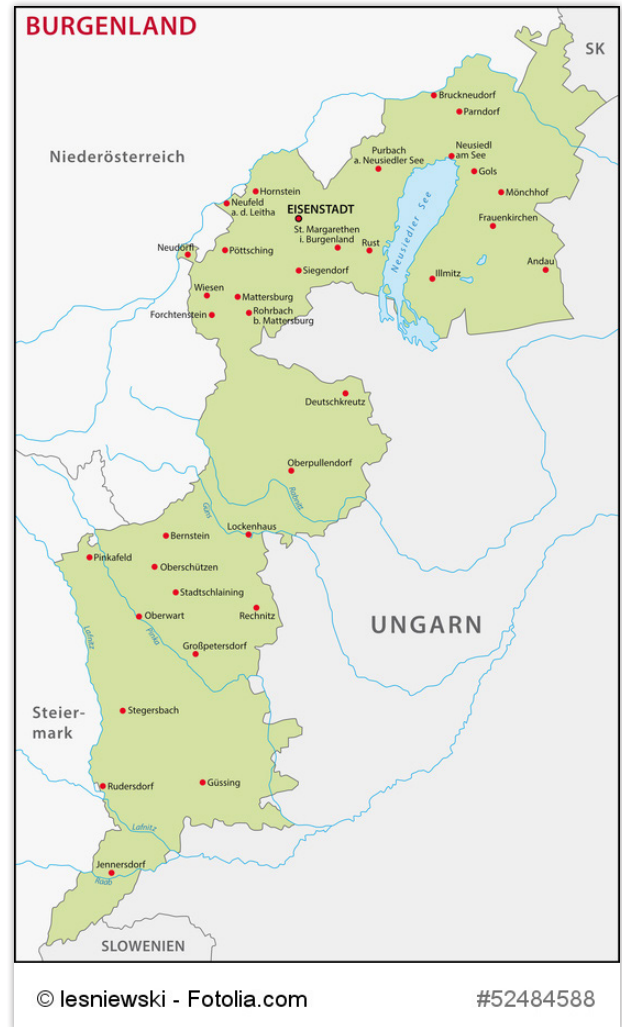 BURGENLAND
SK
Bruckneudorf
Parndorf
Niederösterreich
Purbach
a. Neusiedler See
Neusiedl
am See
Gols
Hornstein
Mönchhof
Neufeld
a. d. Leitha
EISENSTADT
Neusiedler See
Frauenkirchen
St. Margarethen
i. Burgenland
Rust
Neudörfl
Pöttsching
Siegendorf
Illmitz
Andau
Wiesen
Mattersburg
Forchtenstein
Rohrbach
b. Mattersburg
Deutschkreutz
Oberpullendorf
Rabnitz
Güns
Lockenhaus
Bernstein
Pinkafeld
Oberschützen
Stadtschlaining
Oberwart
Rechnitz
UNGARN
Lafnitz
Pinka
Großpetersdorf
Steier-
mark
Stegersbach
Rudersdorf
Güssing
Lafnitz
Jennersdorf
Raab
SLOWENIEN
© lesniewski - Fotolia.com
#52484588